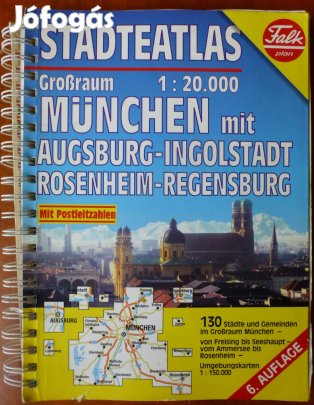 Jófogás
STÄDTEATLAS
Falk
plan
Großraum 1 : 20.000
MÜNCHEN mit
AUGSBURG-INGOLSTADT
ROSENHEIM-REGENSBURG
Mit Postleitzahlen
AUGSBURG
MÜNCHEN
130 Städte und Gemeinden
im Großraum München –
von Freising bis Seeshaupt –
vom Ammersee bis
Rosenheim –
Umgebungskarten
1 : 150.000
6. AUFLAGE